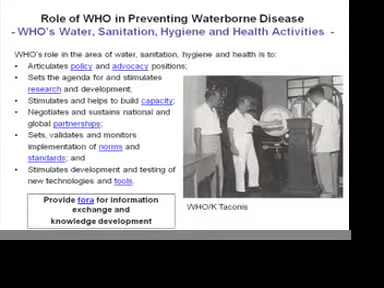 Role of WHO in Preventing Waterborne Disease
- WHO's Water, Sanitation, Hygiene and Health Activities -
WHO's role in the area of water, sanitation, hygiene and health is to:
• Articulates policy and advocacy positions;
• Sets the agenda for and stimulates
research and development;
• Stimulates and helps to build capacity;
• Negotiates and sustains national and
global partnerships;
• Sets, validates and monitors
implementation of norms and
standards; and
• Stimulates development and testing of
new technologies and tools.
Provide fora for information
exchange and
knowledge development
WHO/K Taconis